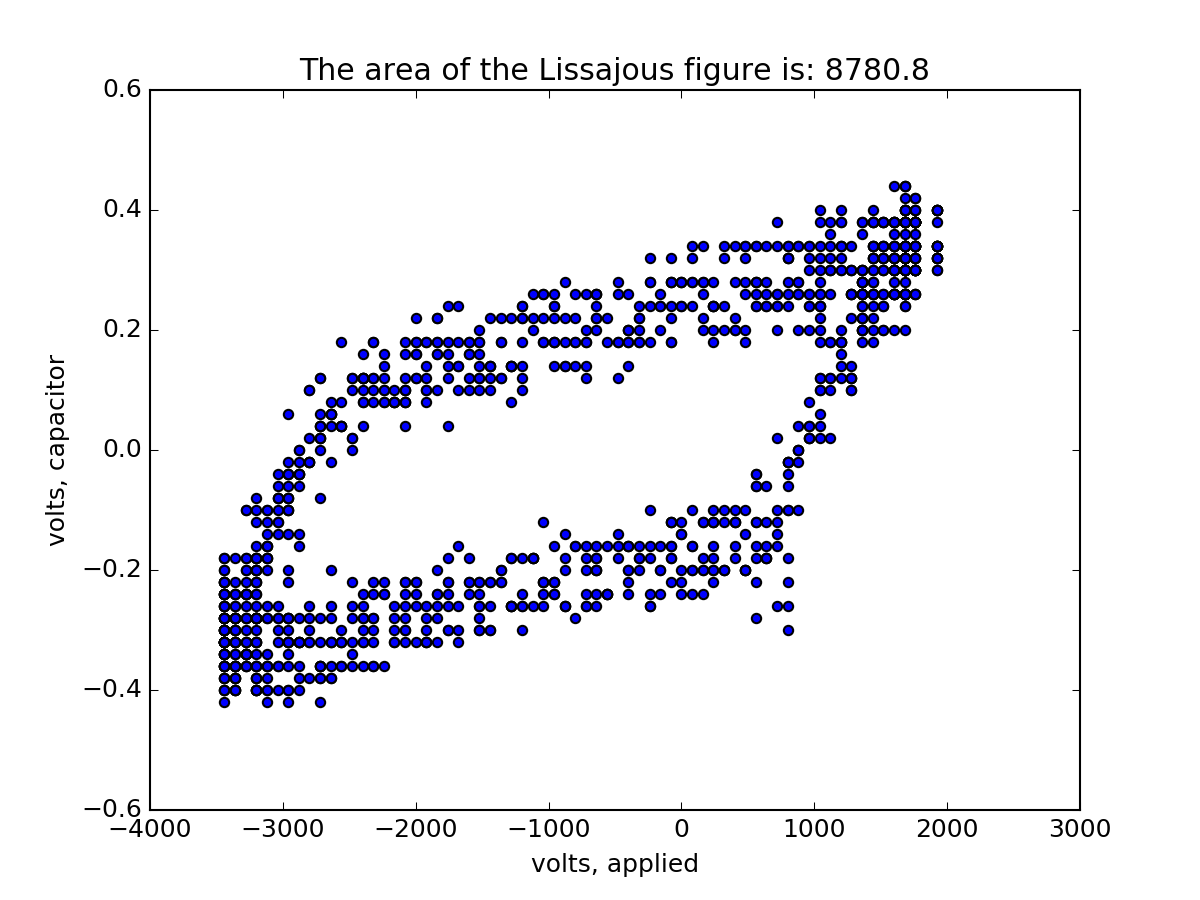 The area of the Lissajous figure is: 8780.8
0.6
0.4
0.2
0.0
−0.2
−0.4
−0.6
volts, capacitor
−4000 −3000 −2000 −1000 0 1000 2000 3000
volts, applied